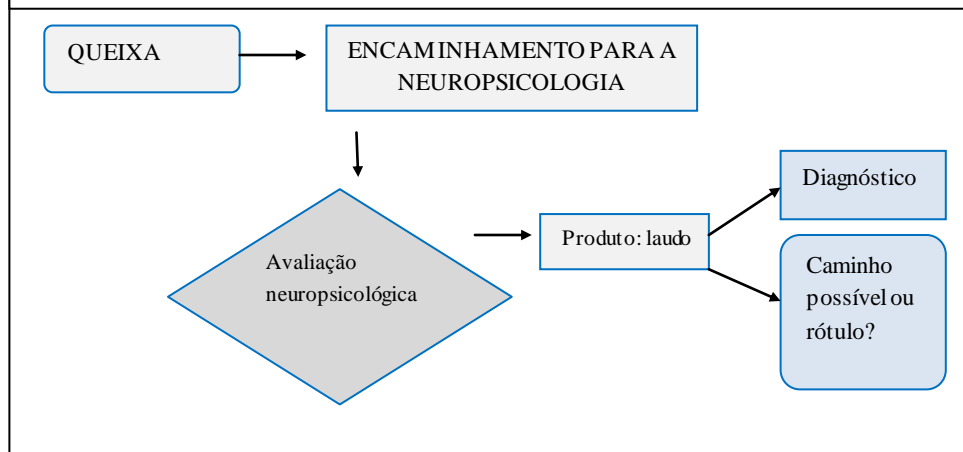 QUEIXA
ENCAMINHAMENTO PARA A
NEUROPSICOLOGIA
Avaliação
neuropsicológica
Produto: laudo
Diagnóstico
Caminho
possível ou
rótulo?